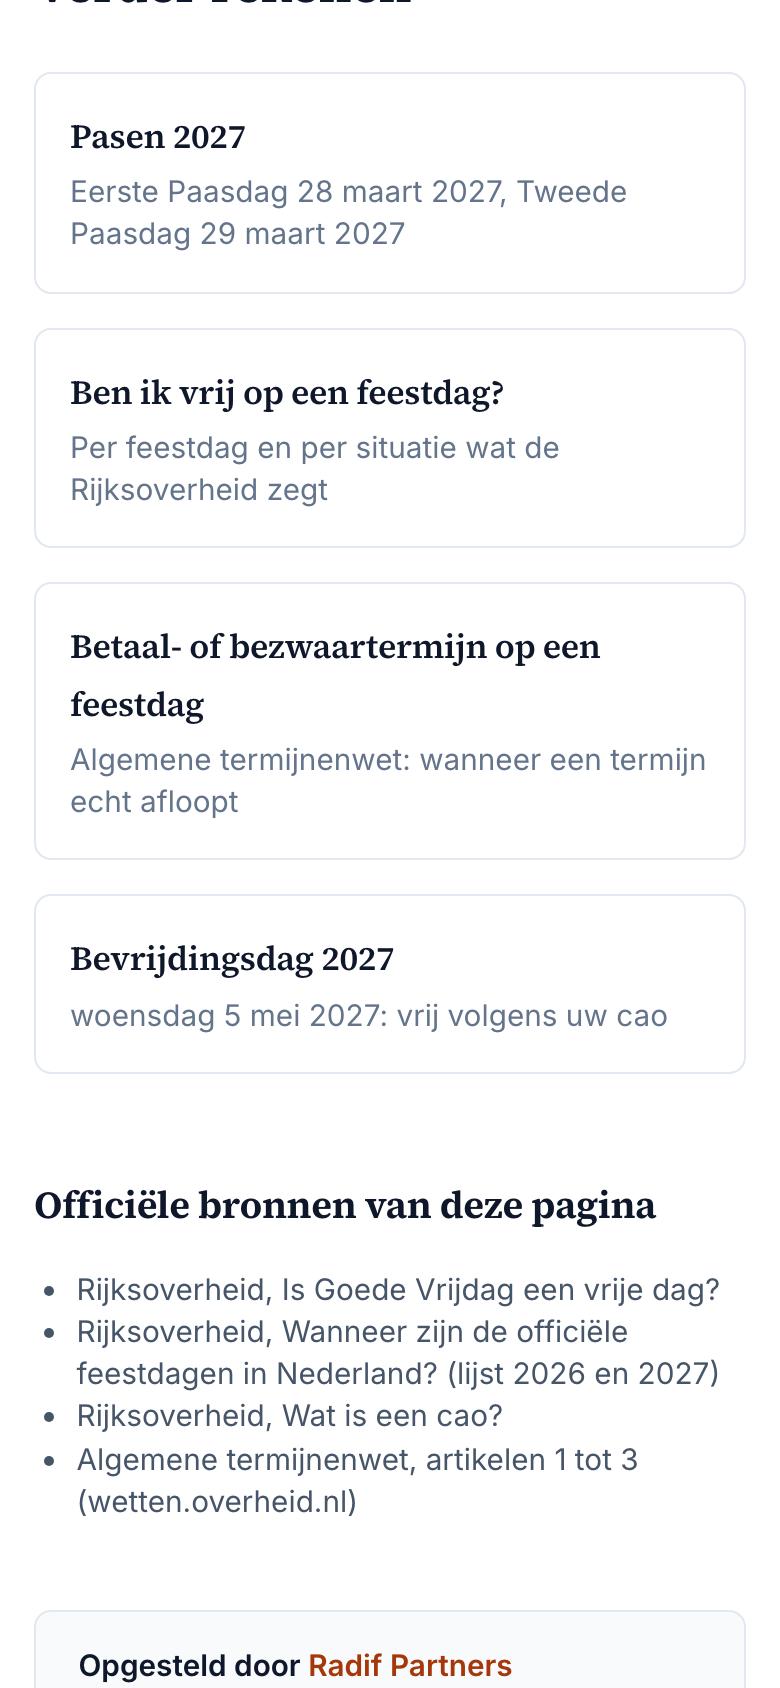 Pasen 2027
Eerste Paasdag 28 maart 2027, Tweede
Paasdag 29 maart 2027
Ben ik vrij op een feestdag?
Per feestdag en per situatie wat de
Rijksoverheid zegt
Betaal- of bezwaartermijn op een
feestdag
Algemene termijnenwet: wanneer een termijn
echt afloopt
Bevrijdingsdag 2027
woensdag 5 mei 2027: vrij volgens uw cao
Officiële bronnen van deze pagina
• Rijksoverheid, Is Goede Vrijdag een vrije dag?
• Rijksoverheid, Wanneer zijn de officiële
feestdagen in Nederland? (lijst 2026 en 2027)
• Rijksoverheid, Wat is een cao?
• Algemene termijnenwet, artikelen 1 tot 3
(wetten.overheid.nl)
Opgesteld door Radif Partners